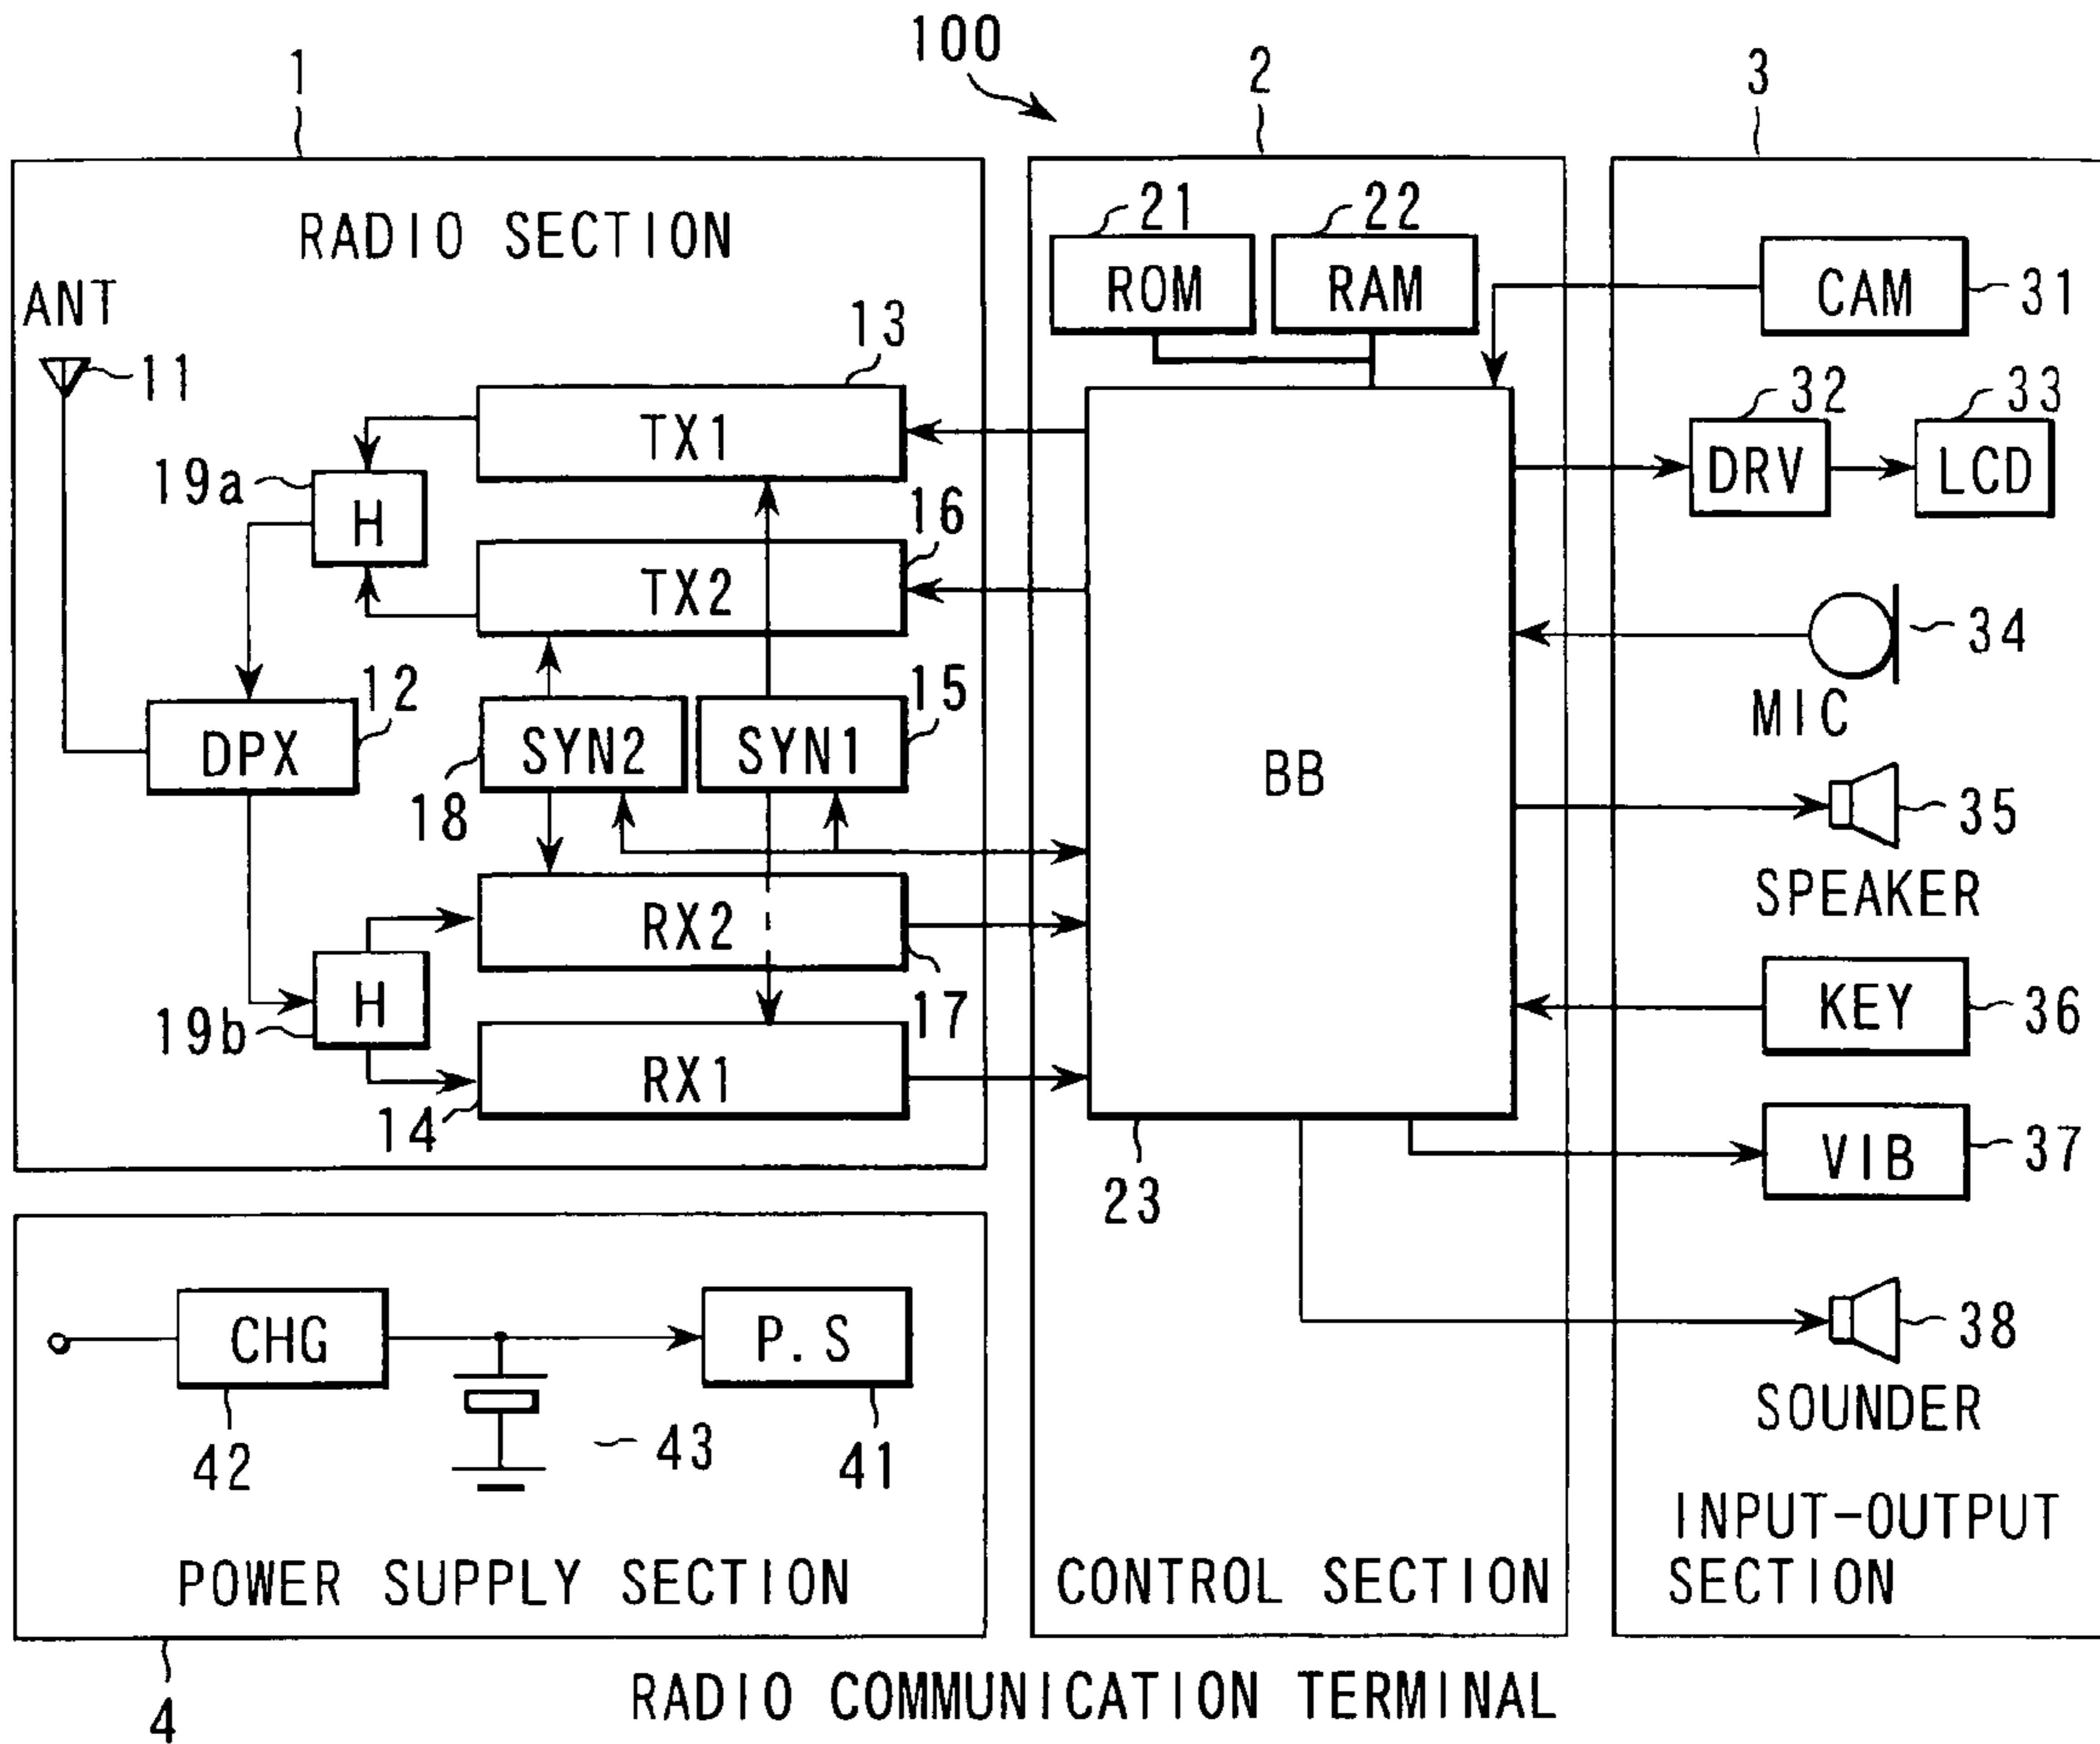 100
1
2
3
RADIO SECTION
ANT
11
13
TX1
19a
H
16
TX2
12
DPX
15
SYN2
SYN1
18
RX2
17
H
19b
RX1
14
21
22
ROM
RAM
BB
23
CONTROL SECTION
CAM
31
32
33
DRV
LCD
34
MIC
35
SPEAKER
KEY
36
VIB
37
38
SOUNDER
INPUT-OUTPUT
SECTION
CHG
P.S
42
43
41
POWER SUPPLY SECTION
4
RADIO COMMUNICATION TERMINAL